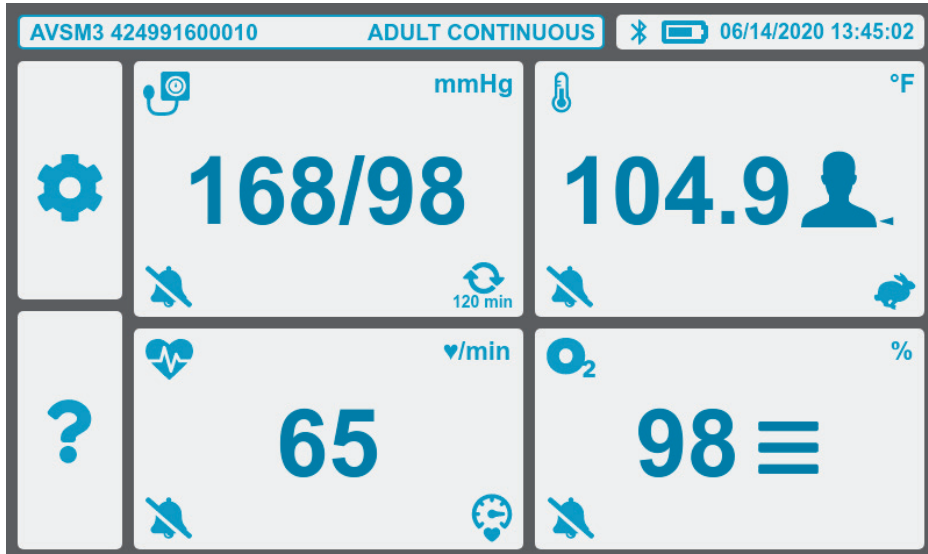 AVSM3 424991600010 ADULT CONTINUOUS 06/14/2020 13:45:02
mmHg
168/98
120 min
°F
104.9
♥/min
65
O2
%
98
?